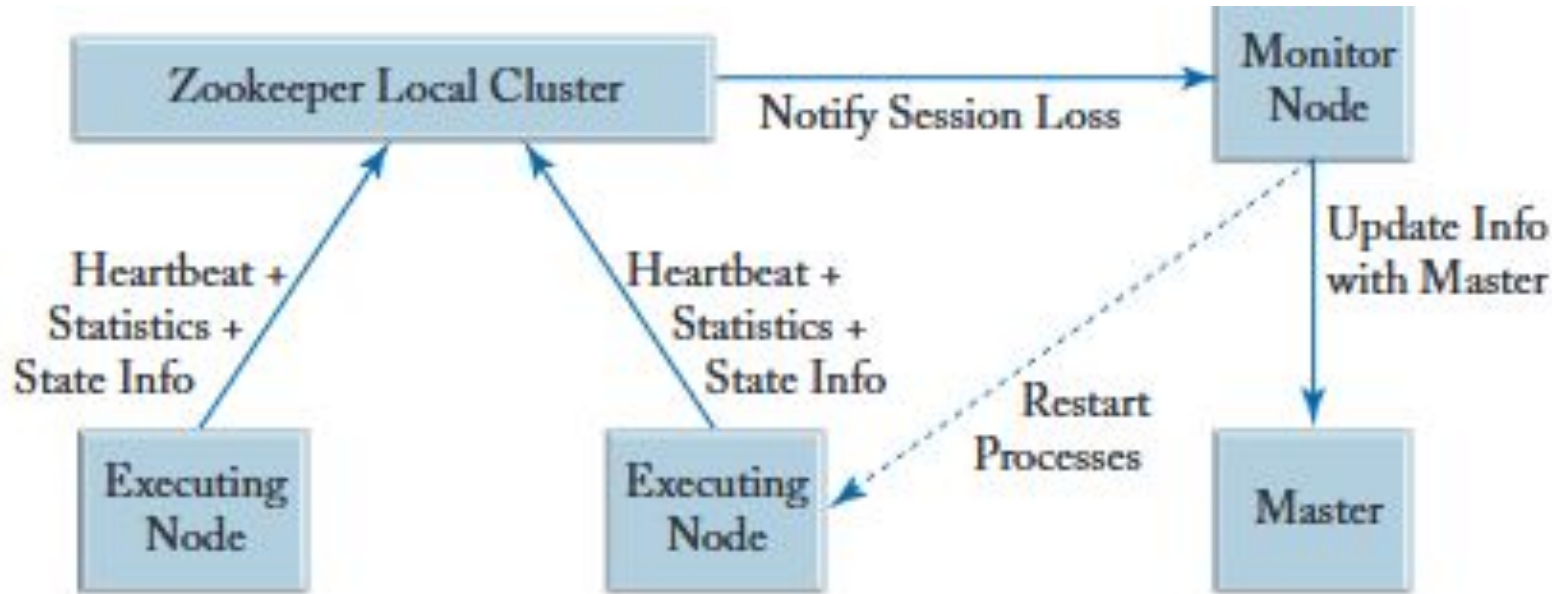 Zookeeper Local Cluster
Notify Session Loss
Monitor
Node
Heartbeat +
Statistics +
State Info
Heartbeat +
Statistics +
State Info
Update Info
with Master
Restart
Processes
Executing
Node
Executing
Node
Master